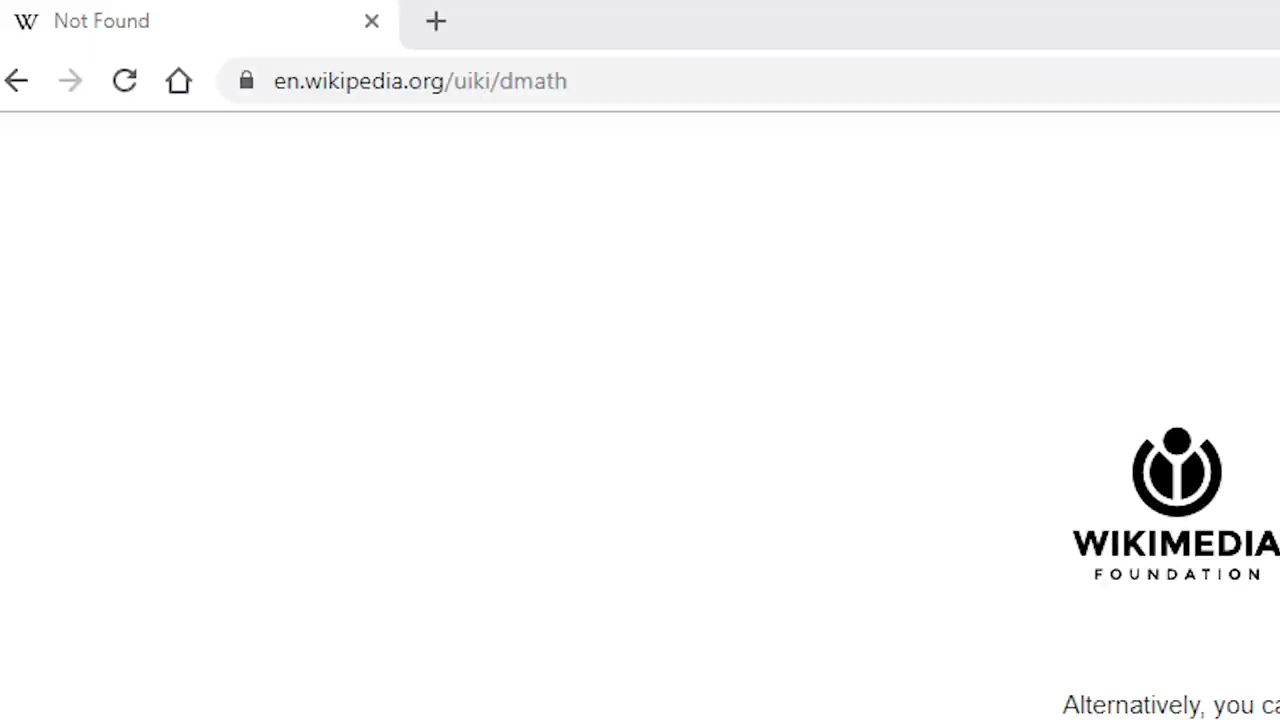 W Not Found
en.wikipedia.org/uiki/dmath
WIKIMEDIA
FOUNDATION
Alternatively, you ca